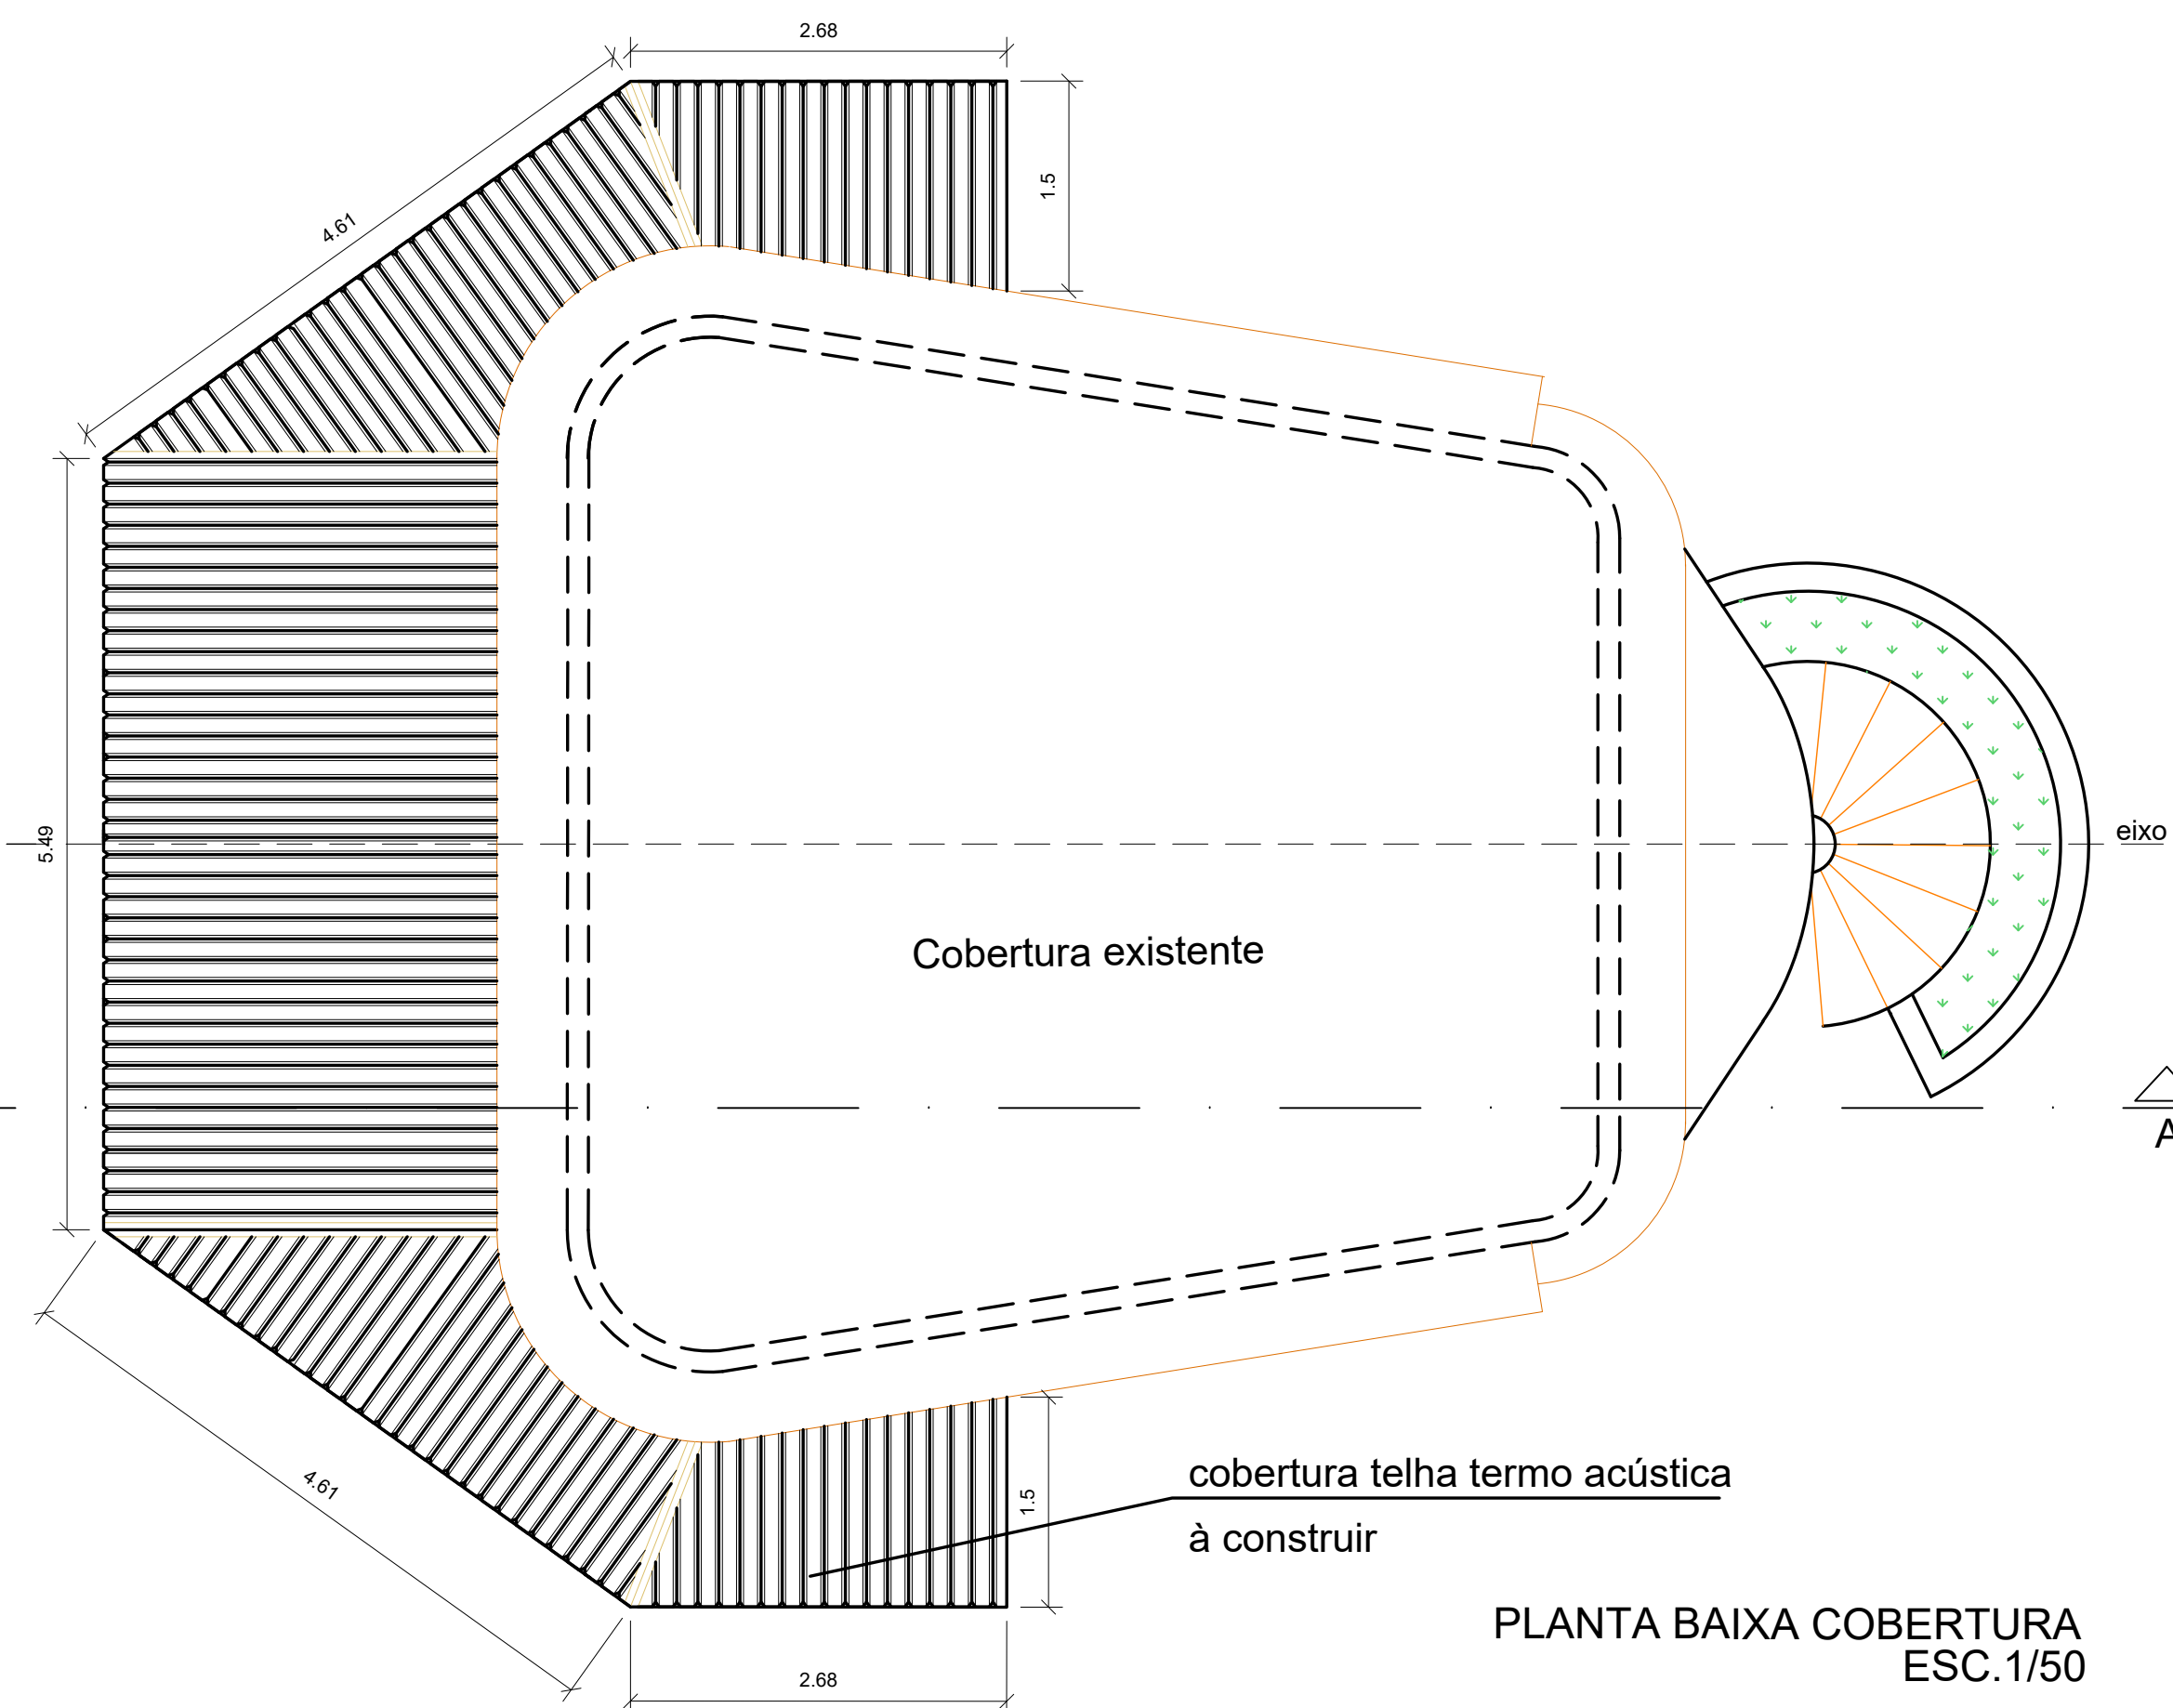 2.68
1.5
4.61
5.49
eixo
Cobertura existente
A
4.61
1.5
cobertura telha termo acústica
à construir
PLANTA BAIXA COBERTURA
ESC.1/50
2.68